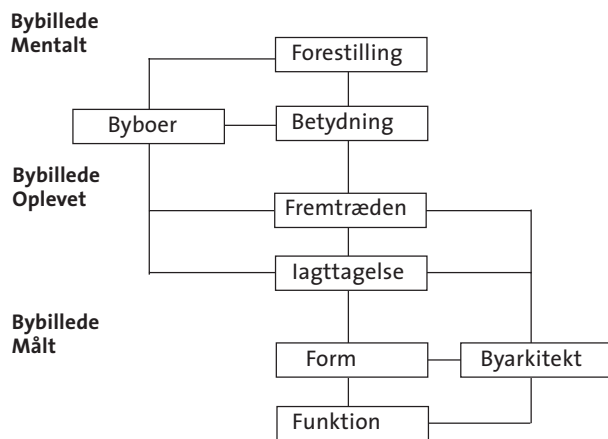 Bybillede
Mentalt
Forestilling
Byboer
Betydning
Bybillede
Oplevet
Fremtræden
Iagttagelse
Bybillede
Målt
Form
Byarkitekt
Funktion